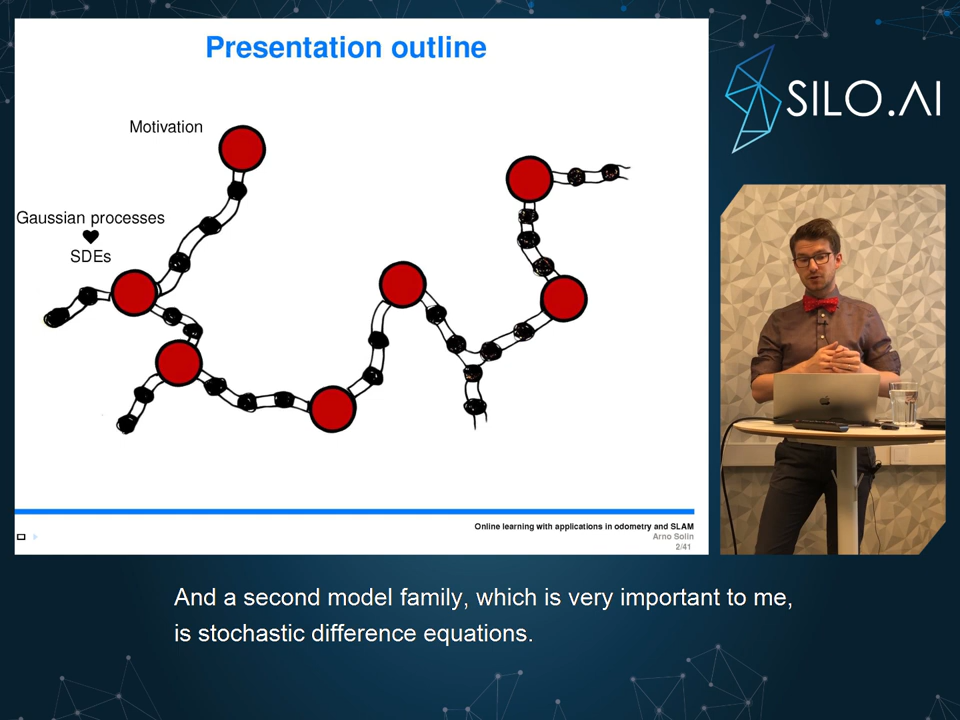 Presentation outline
Motivation
Gaussian processes
♥
SDEs
Online learning with applications in odometry and SLAM
Arno Solin
2/41
SILO.AI
And a second model family, which is very important to me,
is stochastic difference equations.